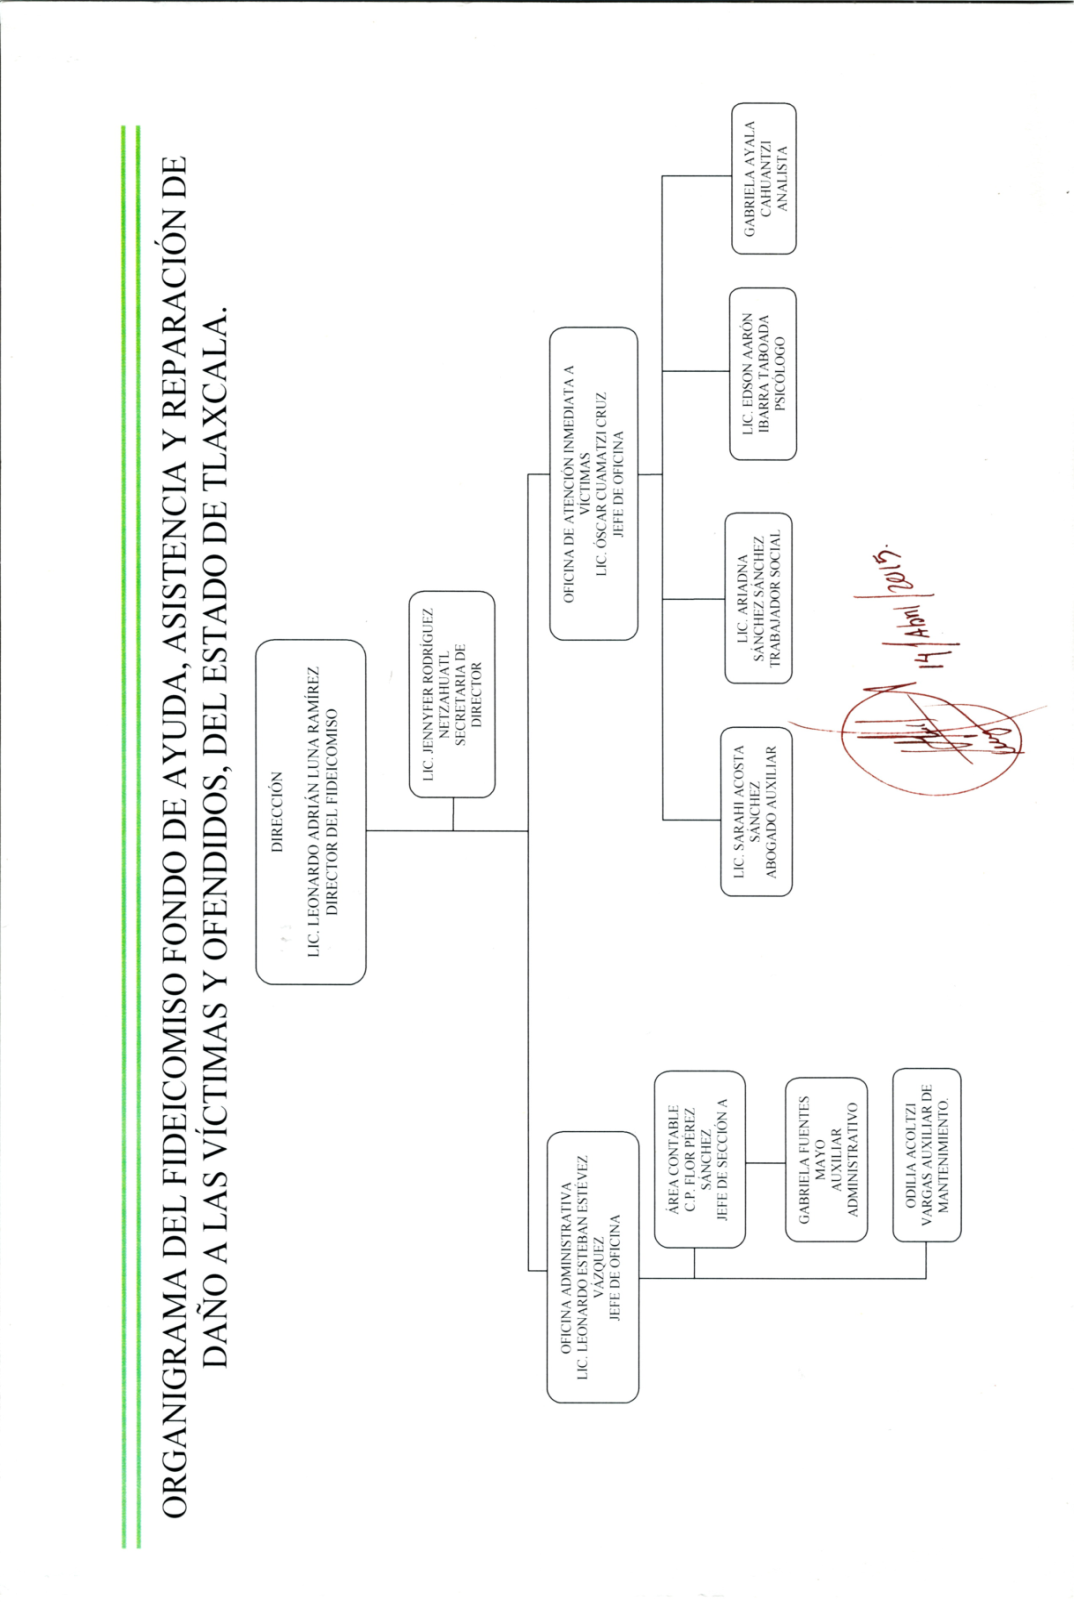 ORGANIGRAMA DEL FIDEICOMISO FONDO DE AYUDA, ASISTENCIA Y REPARACIÓN DE
DAÑO A LAS VÍCTIMAS Y OFENDIDOS, DEL ESTADO DE TLAXCALA.
DIRECCIÓN
LIC. LEONARDO ADRIÁN LUNA RAMÍREZ
DIRECTOR DEL FIDEICOMISO
LIC. JENNYFER RODRÍGUEZ
NETZAHUATL
SECRETARIA DE
DIRECTOR
OFICINA ADMINISTRATIVA
LIC. LEONARDO ESTEBAN ESTÉVEZ
VÁZQUEZ
JEFE DE OFICINA
OFICINA DE ATENCIÓN INMEDIATA A
VÍCTIMAS
LIC. ÓSCAR CUAMATZI CRUZ
JEFE DE OFICINA
ÁREA CONTABLE
C.P. FLOR PÉREZ
SÁNCHEZ
JEFE DE SECCIÓN A
GABRIELA FUENTES
MAYO
AUXILIAR
ADMINISTRATIVO
ODILIA ACOLTZI
VARGAS AUXILIAR DE
MANTENIMIENTO.
LIC. SARAHI ACOSTA
SÁNCHEZ
ABOGADO AUXILIAR
LIC. ARIADNA
SÁNCHEZ SÁNCHEZ
TRABAJADOR SOCIAL
LIC. EDSON AARÓN
IBARRA TABOADA
PSICÓLOGO
GABRIELA AYALA
CAHUANTZI
ANALISTA
14/Abril/2015.